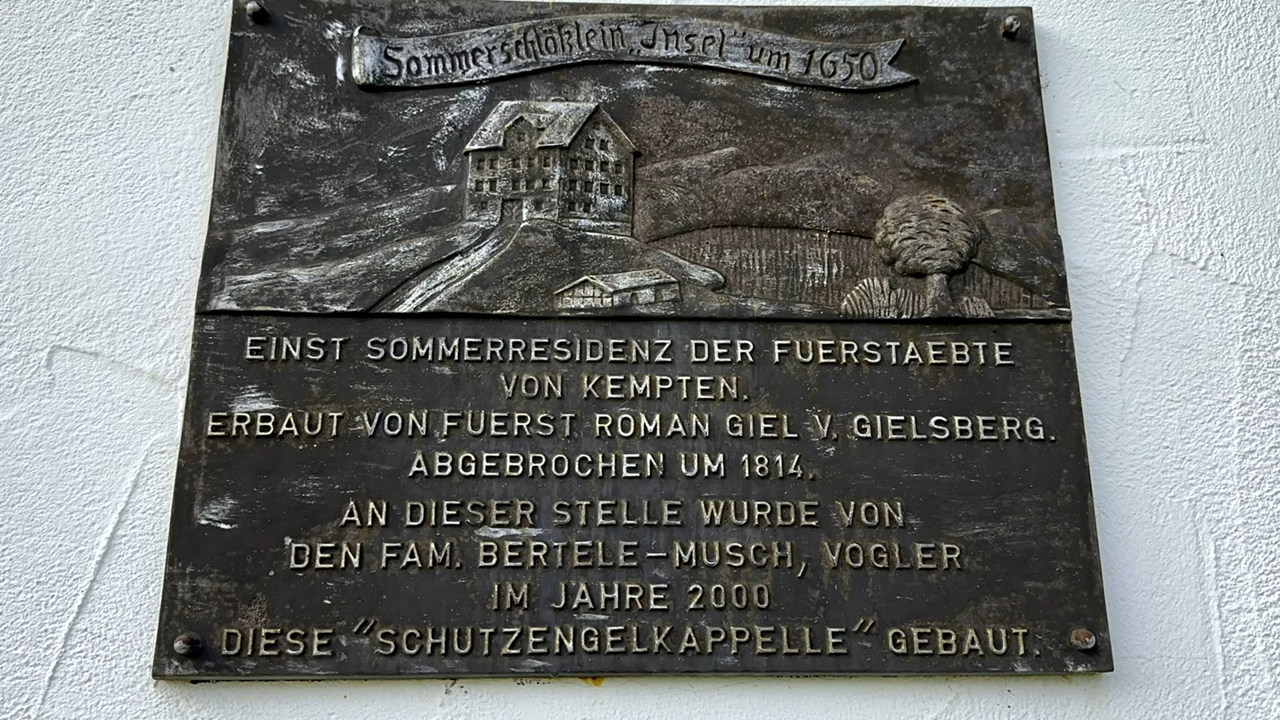 Sommerschlößlein „Insel“ um 1650
EINST SOMMERRESIDENZ DER FUERSTAEBTE
VON KEMPTEN.
ERBAUT VON FUERST ROMAN GIEL V. GIELSBERG.
ABGEBROCHEN UM 1814.
AN DIESER STELLE WURDE VON
DEN FAM. BERTELE–MUSCH, VOGLER
IM JAHRE 2000
DIESE "SCHUTZENGELKAPPELLE" GEBAUT.